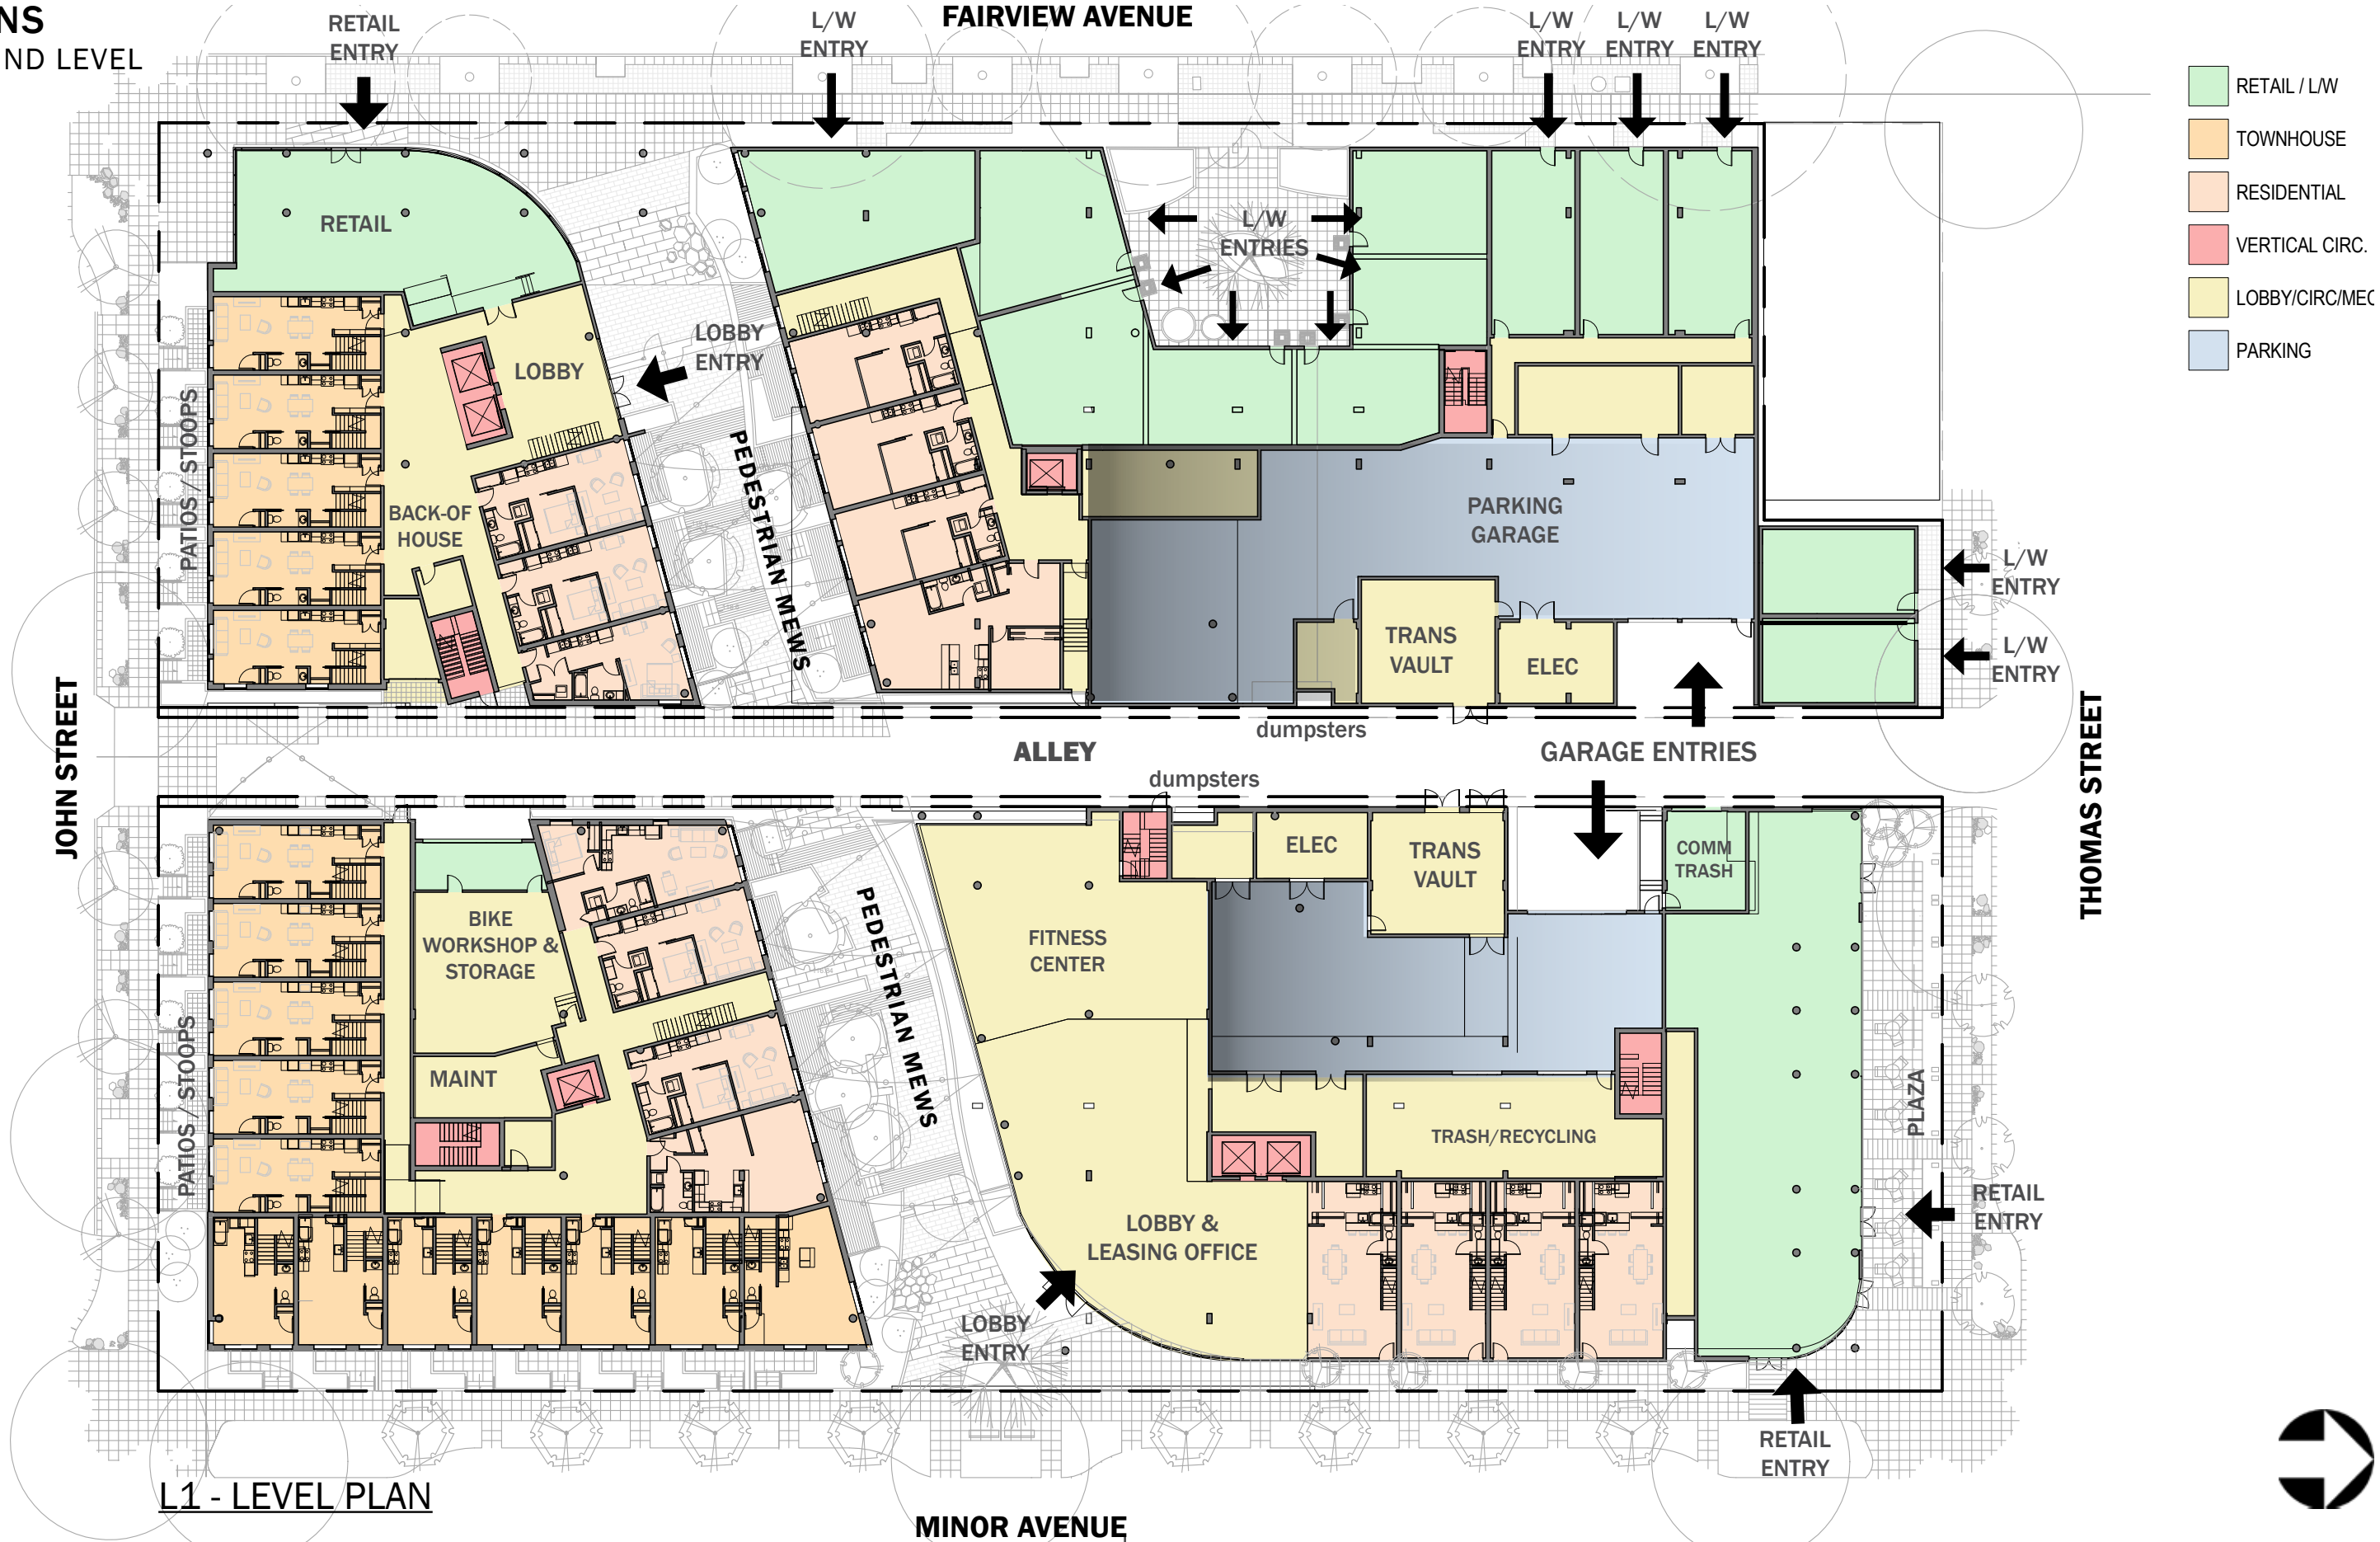 NS
ND LEVEL
FAIRVIEW AVENUE
RETAIL
ENTRY
L/W
ENTRY
L/W
ENTRY
L/W
ENTRY
L/W
ENTRY
RETAIL / L/W
TOWNHOUSE
RESIDENTIAL
VERTICAL CIRC.
LOBBY/CIRC/MEC
PARKING
RETAIL
L/W
ENTRIES
LOBBY
LOBBY
ENTRY
PATIOS / STOOPS
BACK-OF
HOUSE
PEDESTRIAN MEWS
PARKING
GARAGE
TRANS
VAULT
ELEC
L/W
ENTRY
L/W
ENTRY
JOHN STREET
THOMAS STREET
dumpsters
ALLEY
GARAGE ENTRIES
dumpsters
ELEC
TRANS
VAULT
COMM
TRASH
BIKE
WORKSHOP &
STORAGE
FITNESS
CENTER
PEDESTRIAN MEWS
MAINT
PATIOS / STOOPS
TRASH/RECYCLING
PLAZA
LOBBY &
LEASING OFFICE
RETAIL
ENTRY
LOBBY
ENTRY
RETAIL
ENTRY
L1 - LEVEL PLAN
MINOR AVENUE